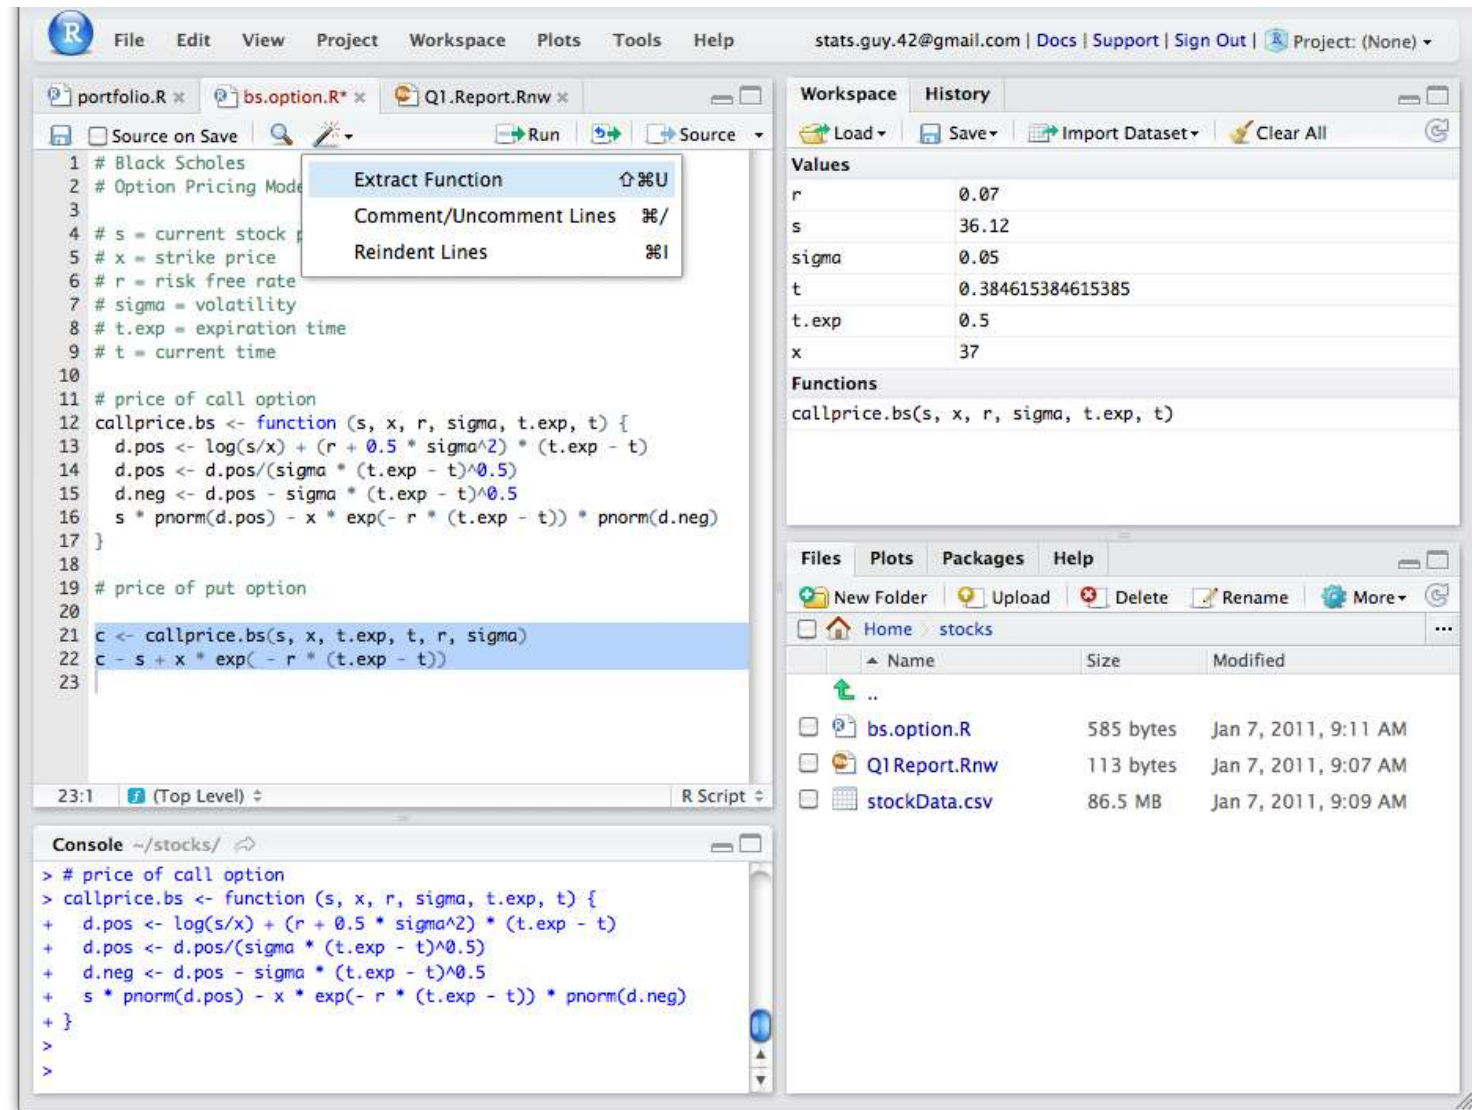 R File Edit View Project Workspace Plots Tools Help stats.guy.42@gmail.com | Docs | Support | Sign Out | R Project: (None)
portfolio.R × bs.option.R* × Q1.Report.Rnw ×
Source on Save Run Source
1 # Black Scholes
2 # Option Pricing Mode
3
4 # s = current stock p
5 # x = strike price
6 # r = risk free rate
7 # sigma = volatility
8 # t.exp = expiration time
9 # t = current time
10
11 # price of call option
12 callprice.bs <- function (s, x, r, sigma, t.exp, t) {
13 d.pos <- log(s/x) + (r + 0.5 * sigma^2) * (t.exp - t)
14 d.pos <- d.pos/(sigma * (t.exp - t)^0.5)
15 d.neg <- d.pos - sigma * (t.exp - t)^0.5
16 s * pnorm(d.pos) - x * exp(- r * (t.exp - t)) * pnorm(d.neg)
17 }
18
19 # price of put option
20
21 c <- callprice.bs(s, x, t.exp, t, r, sigma)
22 c - s + x * exp( - r * (t.exp - t))
23
Extract Function ⇧⌘U
Comment/Uncomment Lines ⌘/
Reindent Lines ⌘I
23:1 (Top Level) R Script
Console ~/stocks/
> # price of call option
> callprice.bs <- function (s, x, r, sigma, t.exp, t) {
+ d.pos <- log(s/x) + (r + 0.5 * sigma^2) * (t.exp - t)
+ d.pos <- d.pos/(sigma * (t.exp - t)^0.5)
+ d.neg <- d.pos - sigma * (t.exp - t)^0.5
+ s * pnorm(d.pos) - x * exp(- r * (t.exp - t)) * pnorm(d.neg)
+ }
>
>
Workspace History
Load Save Import Dataset Clear All
Values
r 0.07
s 36.12
sigma 0.05
t 0.384615384615385
t.exp 0.5
x 37
Functions
callprice.bs(s, x, r, sigma, t.exp, t)
Files Plots Packages Help
New Folder Upload Delete Rename More
Home stocks ...
Name Size Modified
..
bs.option.R 585 bytes Jan 7, 2011, 9:11 AM
Q1Report.Rnw 113 bytes Jan 7, 2011, 9:07 AM
stockData.csv 86.5 MB Jan 7, 2011, 9:09 AM